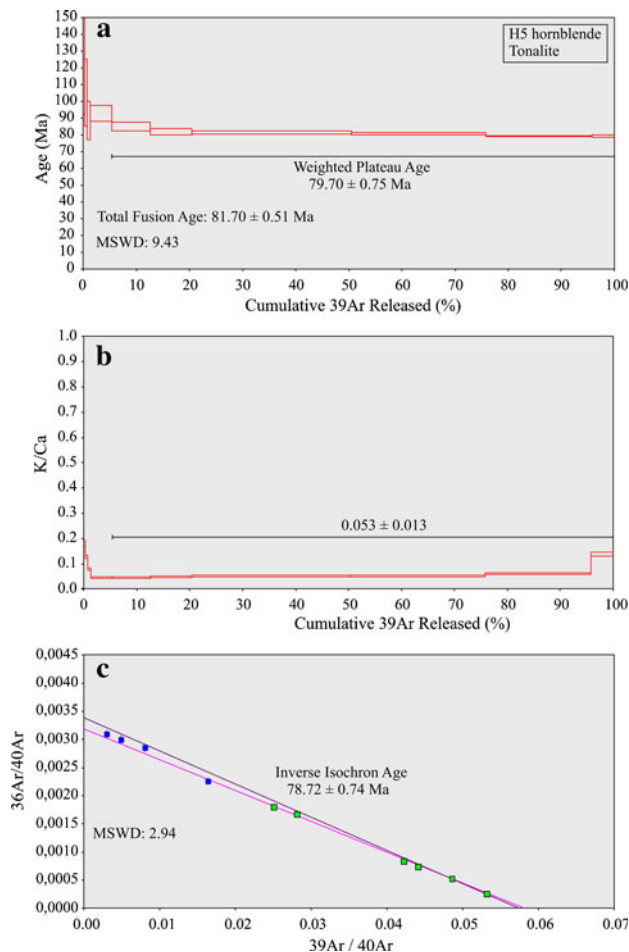 a
H5 hornblende
Tonalite
Age (Ma)
150
140
130
120
110
100
90
80
70
60
50
40
30
20
10
0
Weighted Plateau Age
79.70 ± 0.75 Ma
Total Fusion Age: 81.70 ± 0.51 Ma
MSWD: 9.43
0 10 20 30 40 50 60 70 80 90 100
Cumulative 39Ar Released (%)
b
K/Ca
1.0
0.9
0.8
0.7
0.6
0.5
0.4
0.3
0.2
0.1
0.0
0.053 ± 0.013
0 10 20 30 40 50 60 70 80 90 100
Cumulative 39Ar Released (%)
c
36Ar/40Ar
0,0045
0,0040
0,0035
0,0030
0,0025
0,0020
0,0015
0,0010
0,0005
0,0000
Inverse Isochron Age
78.72 ± 0.74 Ma
MSWD: 2.94
0.00 0.01 0.02 0.03 0.04 0.05 0.06 0.07
39Ar / 40Ar